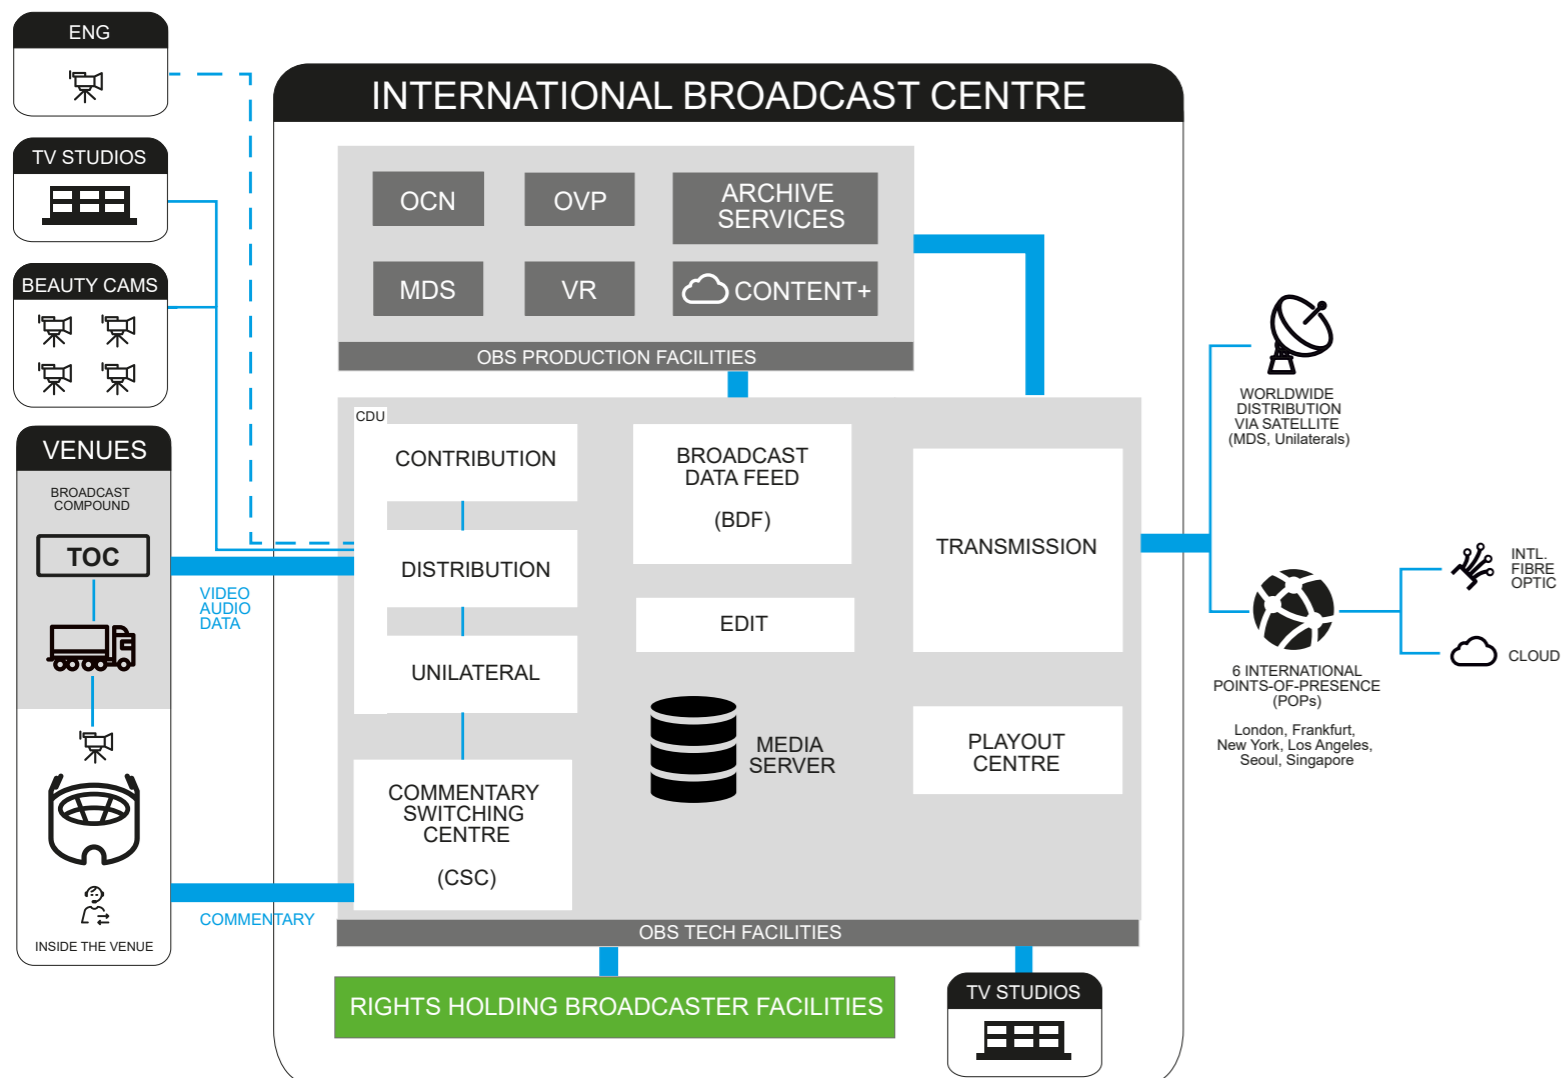 ENG
TV STUDIOS
BEAUTY CAMS
VENUES
BROADCAST
COMPOUND
TOC
INSIDE THE VENUE
VIDEO
AUDIO
DATA
COMMENTARY
INTERNATIONAL BROADCAST CENTRE
OCN
OVP
ARCHIVE
SERVICES
MDS
VR
CONTENT+
OBS PRODUCTION FACILITIES
CDU
CONTRIBUTION
DISTRIBUTION
UNILATERAL
COMMENTARY
SWITCHING
CENTRE
(CSC)
BROADCAST
DATA FEED
(BDF)
EDIT
MEDIA
SERVER
TRANSMISSION
PLAYOUT
CENTRE
OBS TECH FACILITIES
RIGHTS HOLDING BROADCASTER FACILITIES
TV STUDIOS
WORLDWIDE
DISTRIBUTION
VIA SATELLITE
(MDS, Unilaterals)
6 INTERNATIONAL
POINTS-OF-PRESENCE
(POPs)
London, Frankfurt,
New York, Los Angeles,
Seoul, Singapore
INTL.
FIBRE
OPTIC
CLOUD